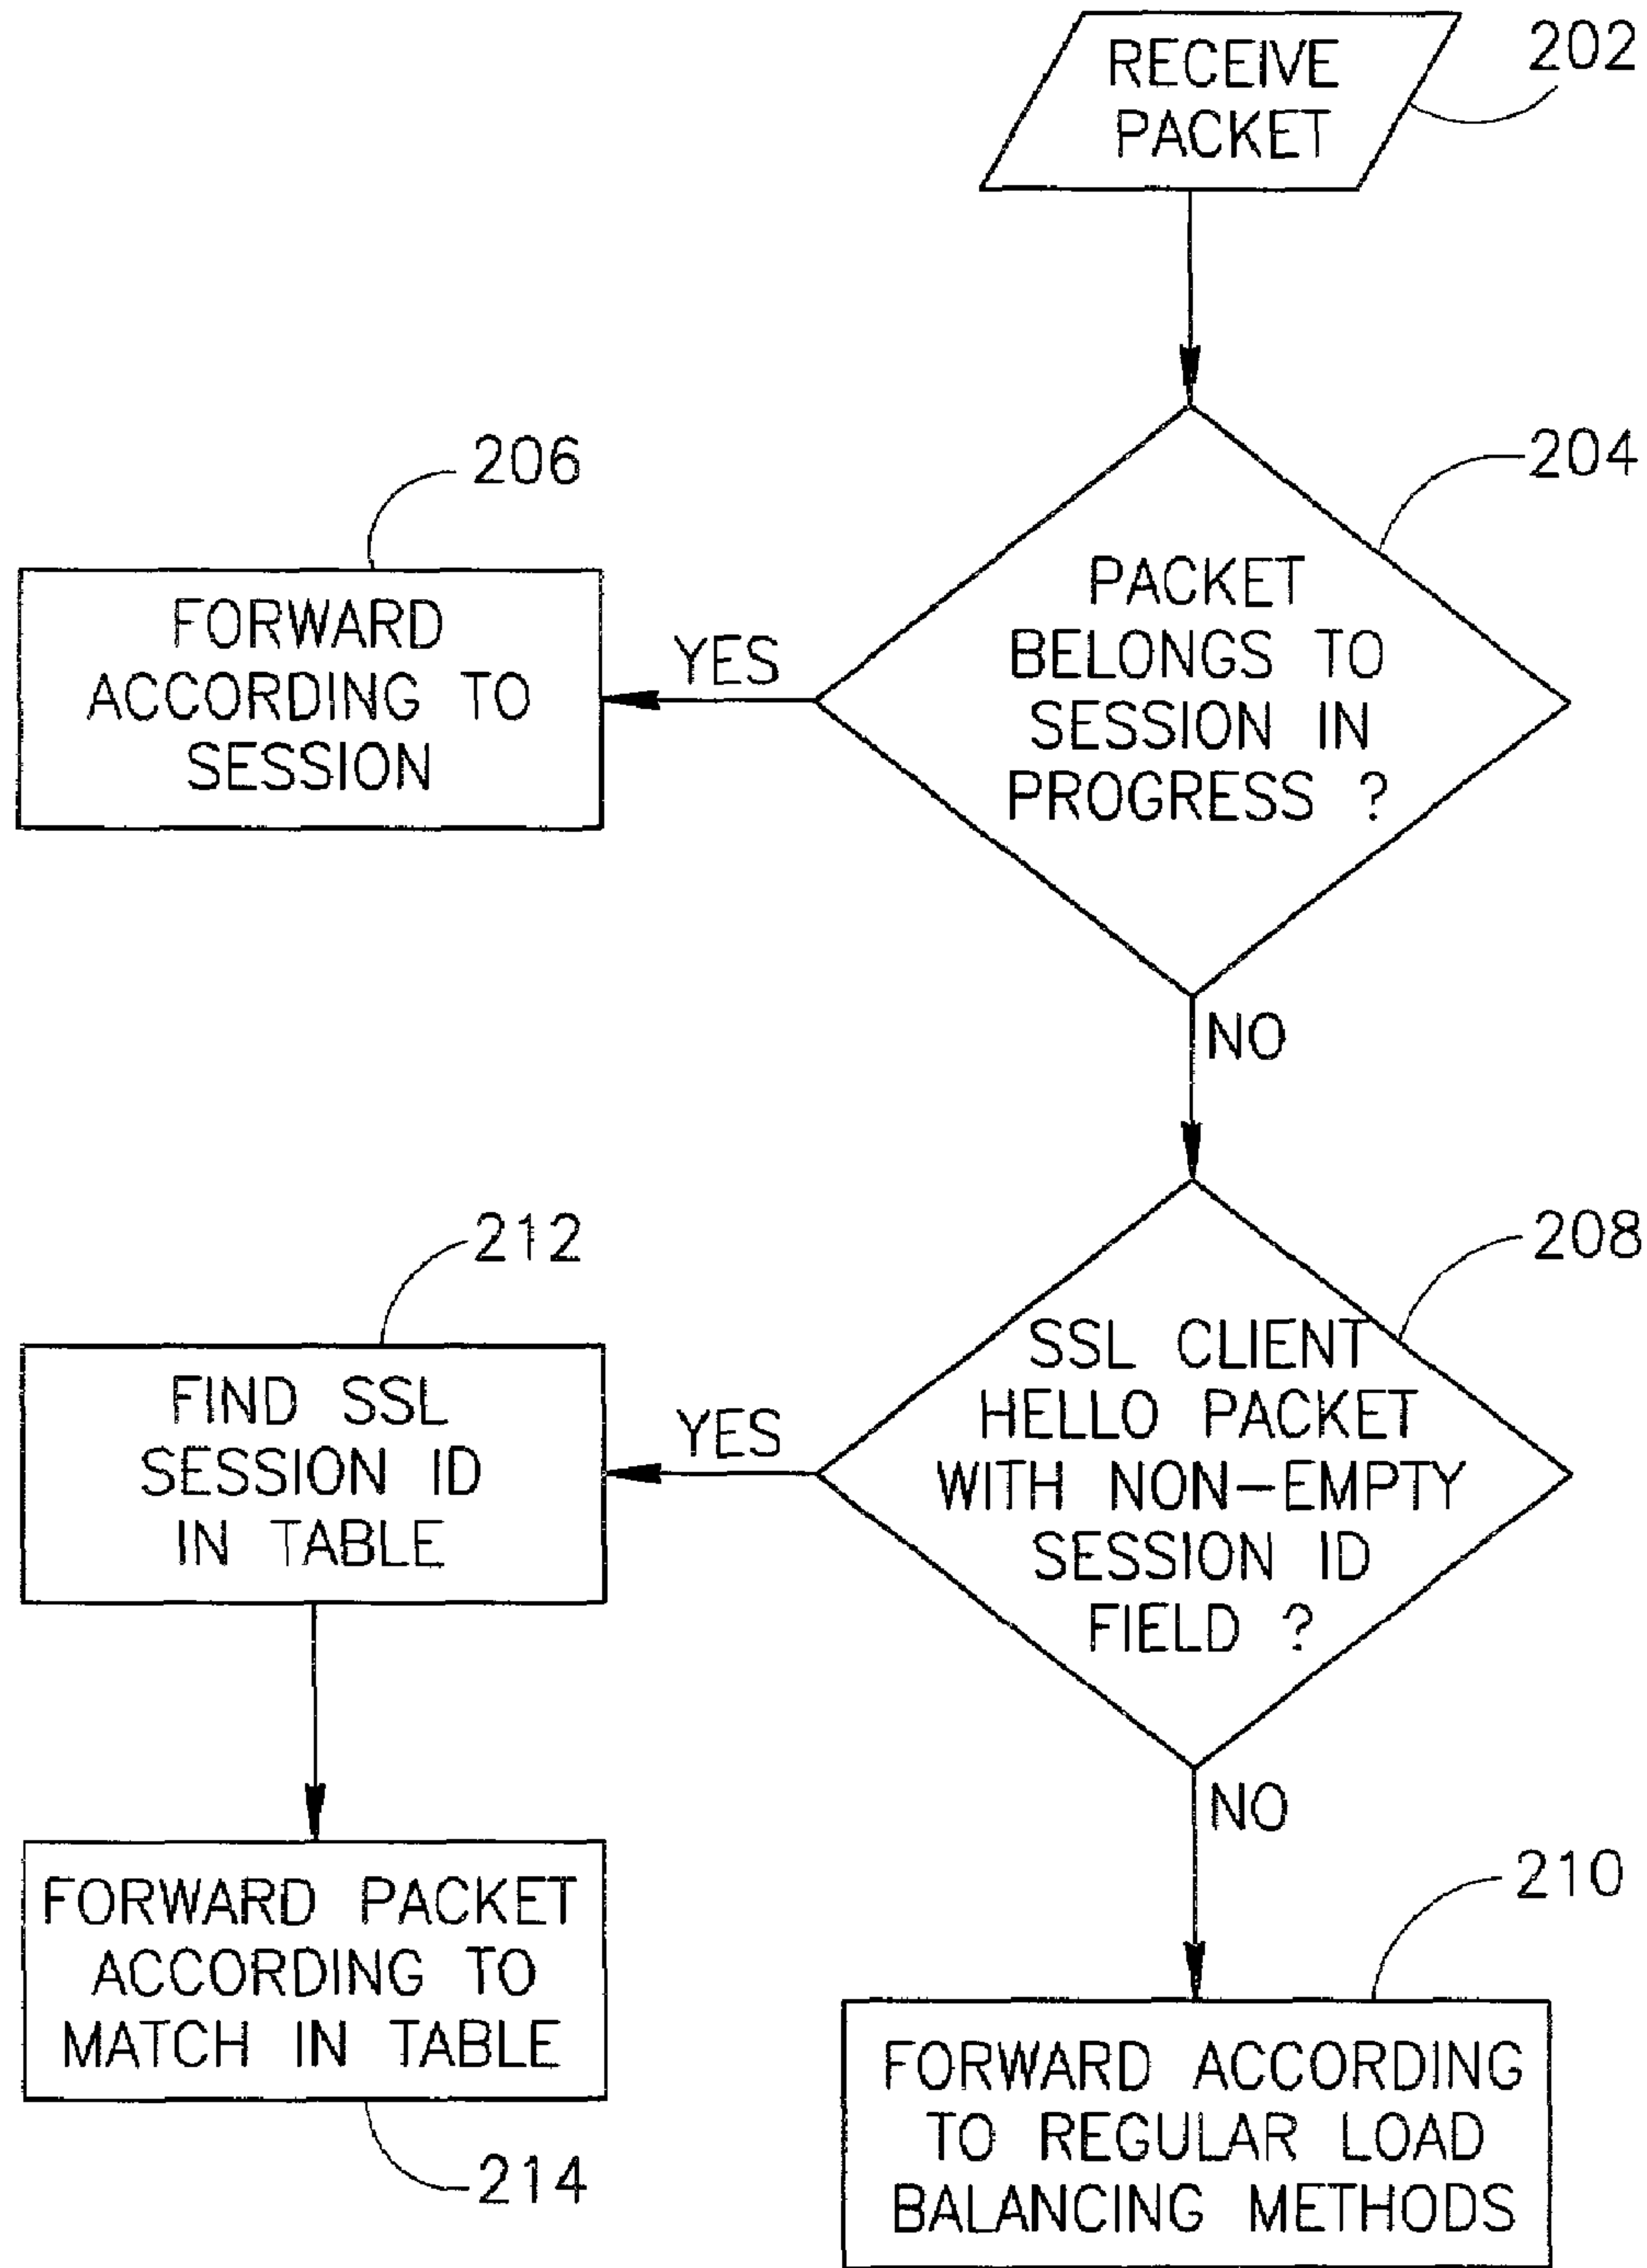 RECEIVE
PACKET
202
204
PACKET
BELONGS TO
SESSION IN
PROGRESS ?
YES
206
FORWARD
ACCORDING TO
SESSION
NO
208
SSL CLIENT
HELLO PACKET
WITH NON-EMPTY
SESSION ID
FIELD ?
YES
212
FIND SSL
SESSION ID
IN TABLE
FORWARD PACKET
ACCORDING TO
MATCH IN TABLE
214
NO
210
FORWARD ACCORDING
TO REGULAR LOAD
BALANCING METHODS